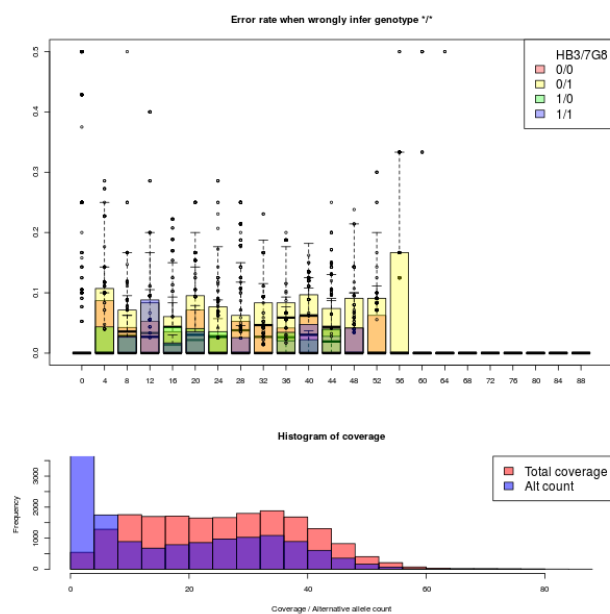 Error rate when wrongly infer genotype */*
0.5
0.4
0.3
0.2
0.1
0.0
HB3/7G8
0/0
0/1
1/0
1/1
0 4 8 12 16 20 24 28 32 36 40 44 48 52 56 60 64 68 72 76 80 84 88
Histogram of coverage
Frequency
3000
2000
1000
0
Total coverage
Alt count
0 20 40 60 80
Coverage / Alternative allele count